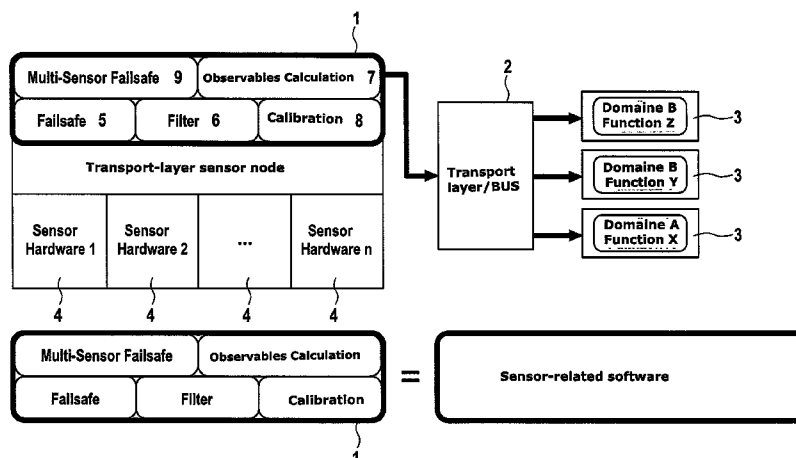 1
Multi-Sensor Failsafe 9 Observables Calculation 7
Failsafe 5 Filter 6 Calibration 8
Transport-layer sensor node
Sensor Hardware 1
Sensor Hardware 2
...
Sensor Hardware n
4 4 4 4
2
Transport layer/BUS
Domaine B
Function Z
3
Domaine B
Function Y
3
Domaine A
Function X
3
Multi-Sensor Failsafe Observables Calculation
Failsafe Filter Calibration
=
Sensor-related software
1